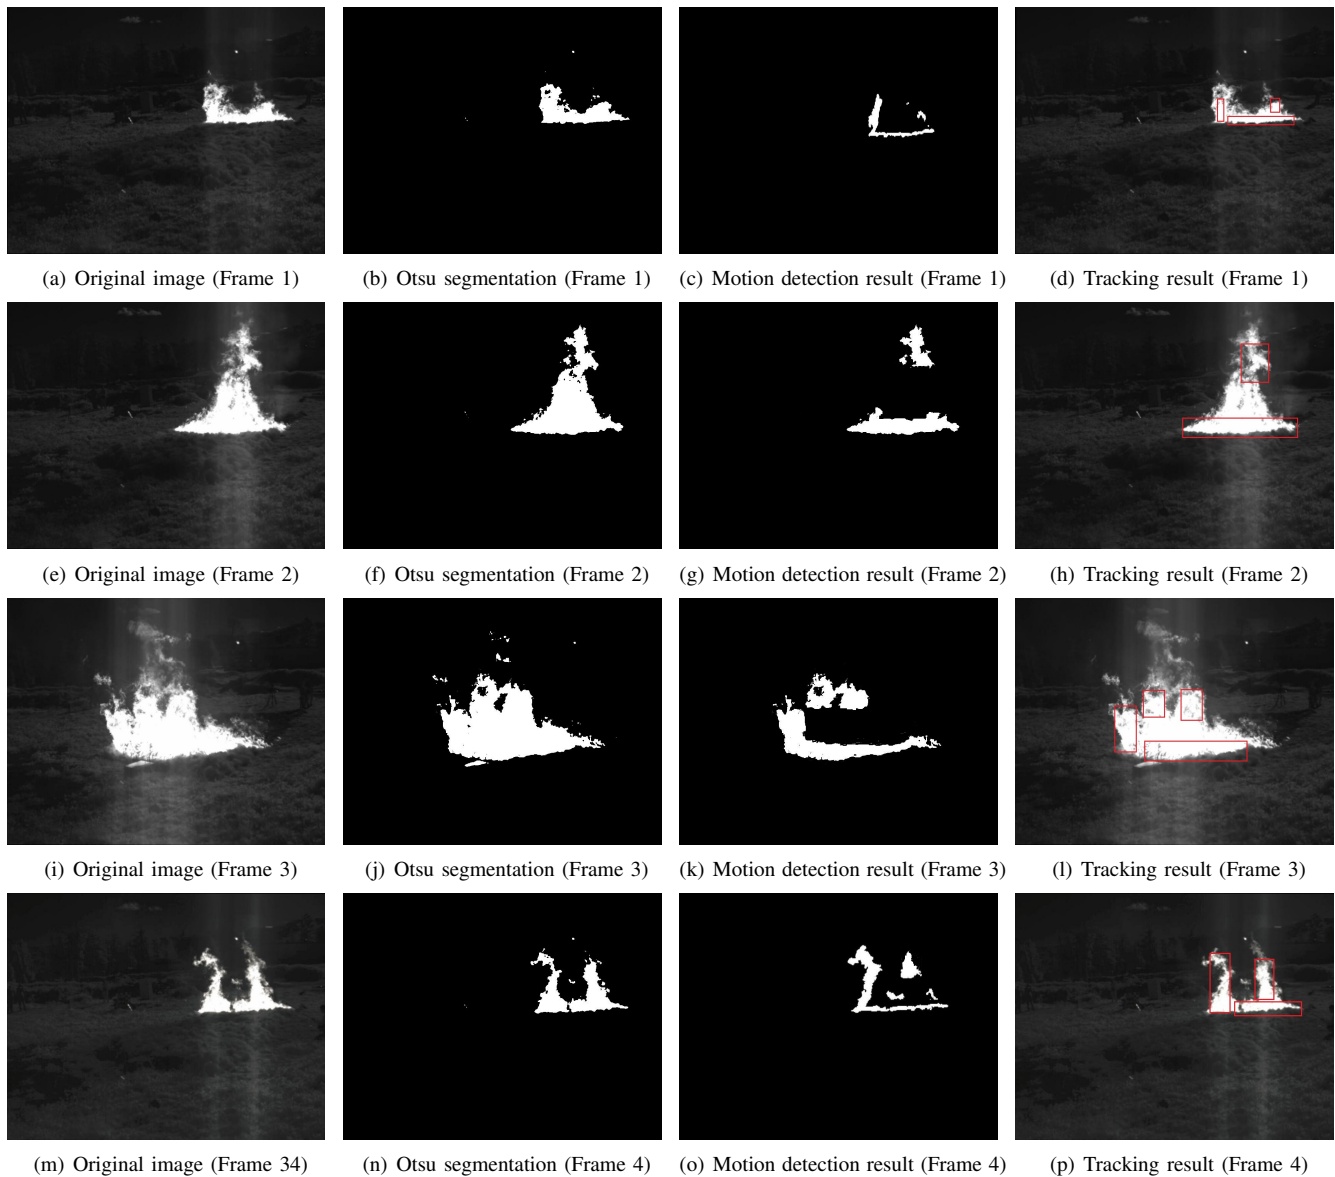 (a) Original image (Frame 1)
(b) Otsu segmentation (Frame 1)
(c) Motion detection result (Frame 1)
(d) Tracking result (Frame 1)
(e) Original image (Frame 2)
(f) Otsu segmentation (Frame 2)
(g) Motion detection result (Frame 2)
(h) Tracking result (Frame 2)
(i) Original image (Frame 3)
(j) Otsu segmentation (Frame 3)
(k) Motion detection result (Frame 3)
(l) Tracking result (Frame 3)
(m) Original image (Frame 34)
(n) Otsu segmentation (Frame 4)
(o) Motion detection result (Frame 4)
(p) Tracking result (Frame 4)